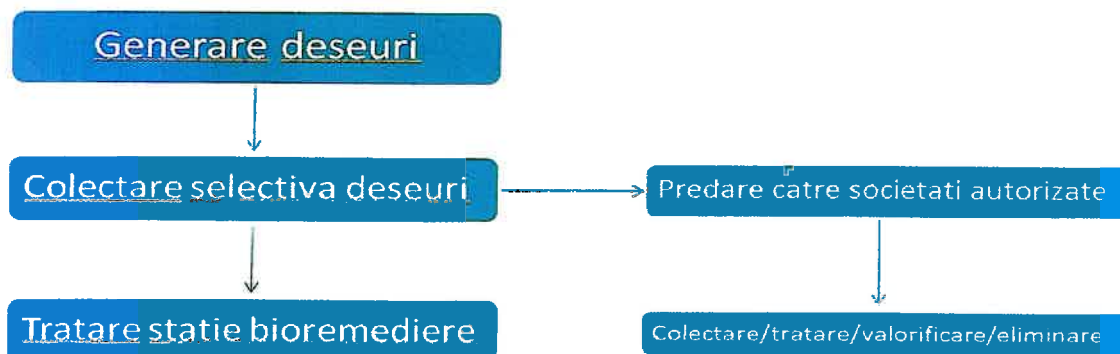 Generare deseuri
Colectare selectiva deseuri
Predare catre societati autorizate
Tratare statie bioremediere
Colectare/tratare/valorificare/eliminare